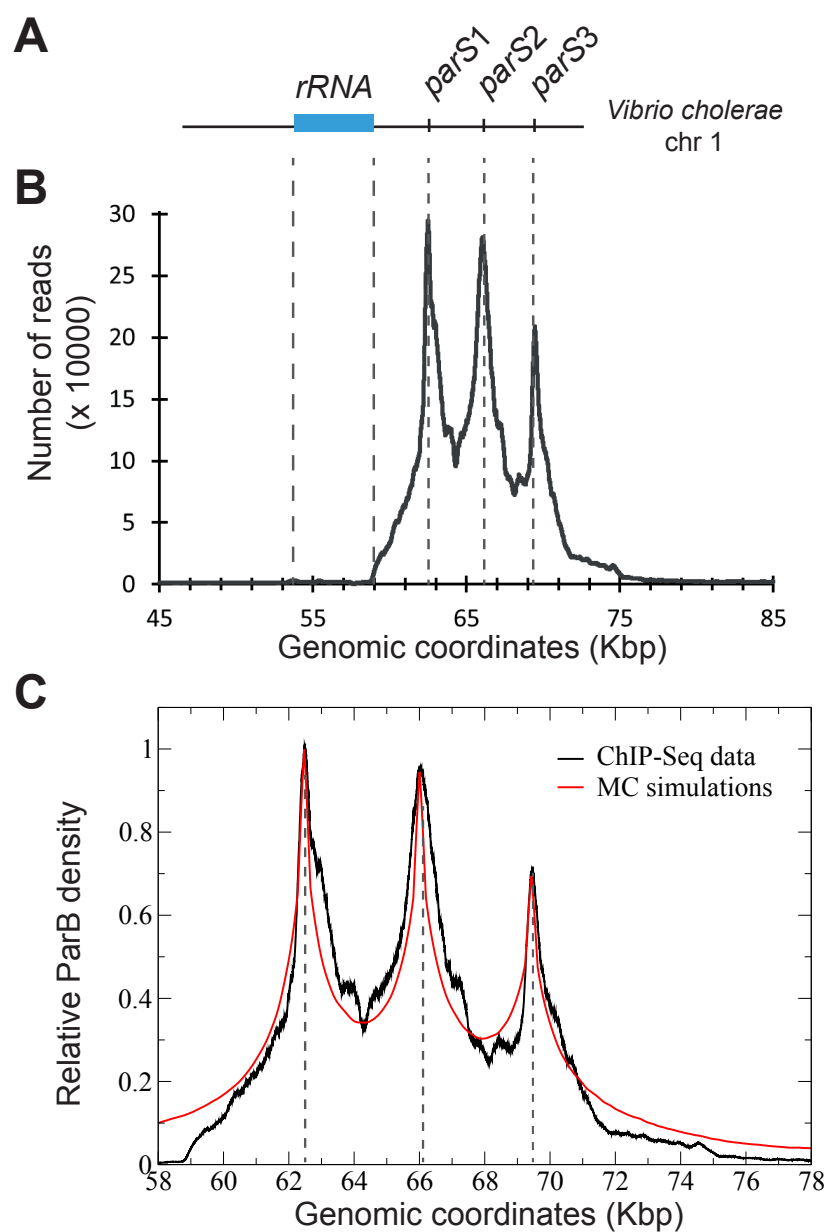 A
rRNA
parS1
parS2
parS3
Vibrio cholerae
chr 1
B
Number of reads
(x 10000)
30
25
20
15
10
5
0
45
55
65
75
85
Genomic coordinates (Kbp)
C
Relative ParB density
1
0.8
0.6
0.4
0.2
0
ChIP-Seq data
MC simulations
58
60
62
64
66
68
70
72
74
76
78
Genomic coordinates (Kbp)